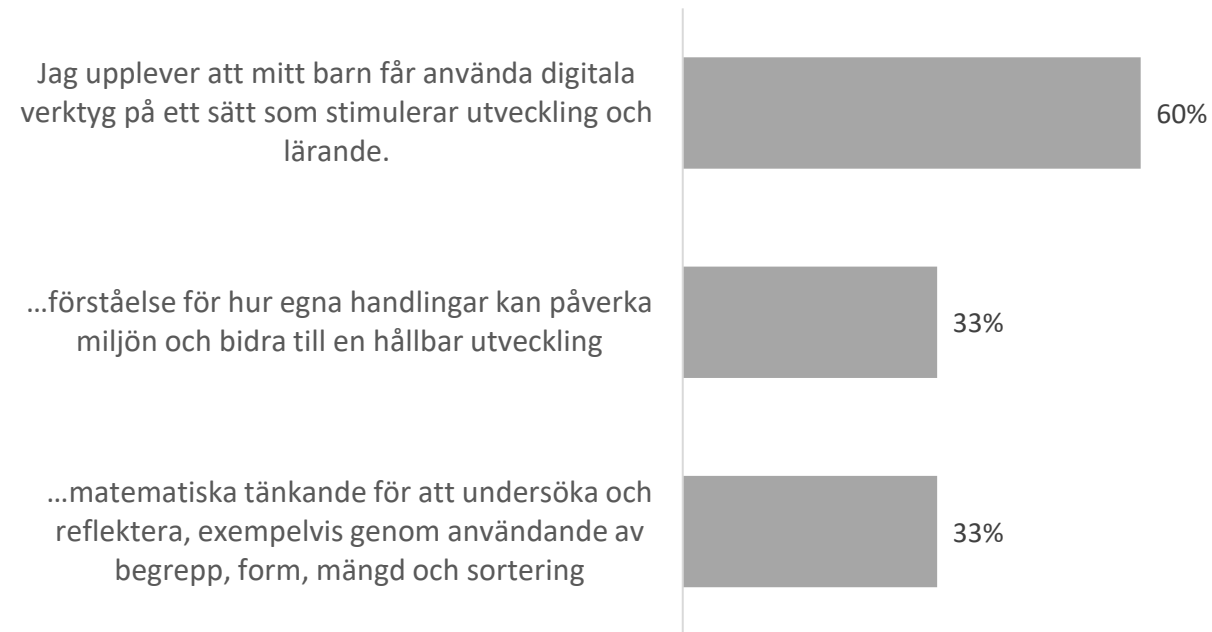 Jag upplever att mitt barn får använda digitala
verktyg på ett sätt som stimulerar utveckling och
lärande.
60%
…förståelse för hur egna handlingar kan påverka
miljön och bidra till en hållbar utveckling
33%
…matematiska tänkande för att undersöka och
reflektera, exempelvis genom användande av
begrepp, form, mängd och sortering
33%